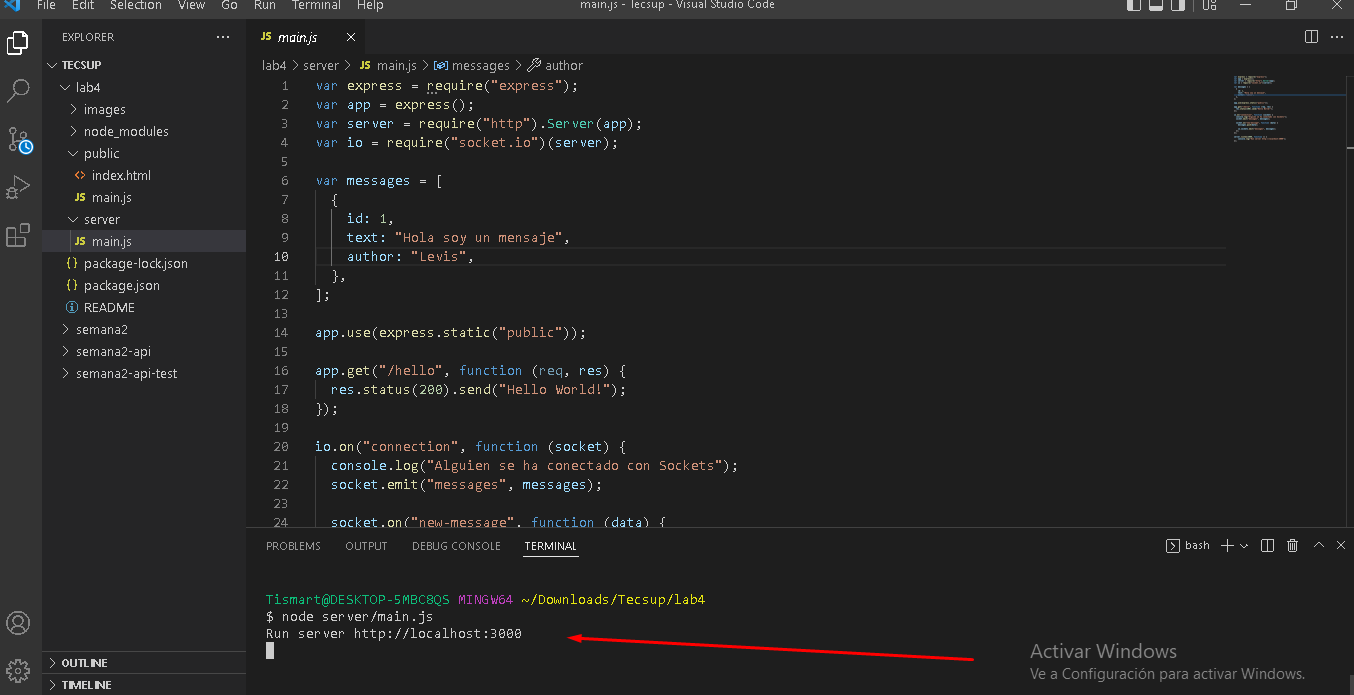 File Edit Selection View Go Run Terminal Help main.js - Tecsup - Visual Studio Code
EXPLORER ...
TECSUP
lab4
images
node_modules
public
<> index.html
JS main.js
server
JS main.js
{} package-lock.json
{} package.json
README
semana2
semana2-api
semana2-api-test
OUTLINE
TIMELINE
JS main.js
lab4 > server > JS main.js > messages > author
1 var express = require("express");
2 var app = express();
3 var server = require("http").Server(app);
4 var io = require("socket.io")(server);
5
6 var messages = [
7 {
8 id: 1,
9 text: "Hola soy un mensaje",
10 author: "Levis",
11 },
12 ];
13
14 app.use(express.static("public"));
15
16 app.get("/hello", function (req, res) {
17 res.status(200).send("Hello World!");
18 });
19
20 io.on("connection", function (socket) {
21 console.log("Alguien se ha conectado con Sockets");
22 socket.emit("messages", messages);
23
24 socket.on("new-message", function (data) {
PROBLEMS OUTPUT DEBUG CONSOLE TERMINAL bash
Tismart@DESKTOP-5MBC8QS MINGW64 ~/Downloads/Tecsup/lab4
$ node server/main.js
Run server http://localhost:3000
Activar Windows
Ve a Configuración para activar Windows.